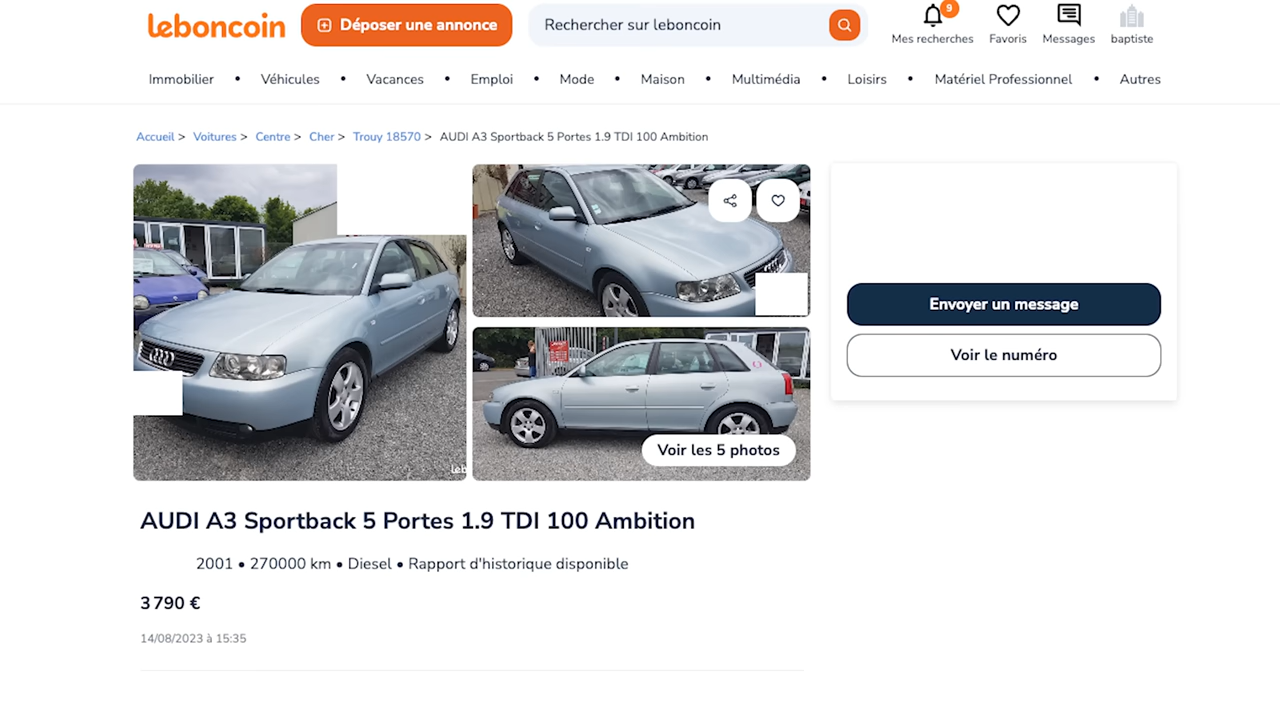 leboncoin
Déposer une annonce
Rechercher sur leboncoin
9
Mes recherches
Favoris
Messages
baptiste
Immobilier • Véhicules • Vacances • Emploi • Mode • Maison • Multimédia • Loisirs • Matériel Professionnel • Autres
Accueil > Voitures > Centre > Cher > Trouy 18570 > AUDI A3 Sportback 5 Portes 1.9 TDI 100 Ambition
leb
Voir les 5 photos
Envoyer un message
Voir le numéro
AUDI A3 Sportback 5 Portes 1.9 TDI 100 Ambition
2001 • 270000 km • Diesel • Rapport d'historique disponible
3 790 €
14/08/2023 à 15:35